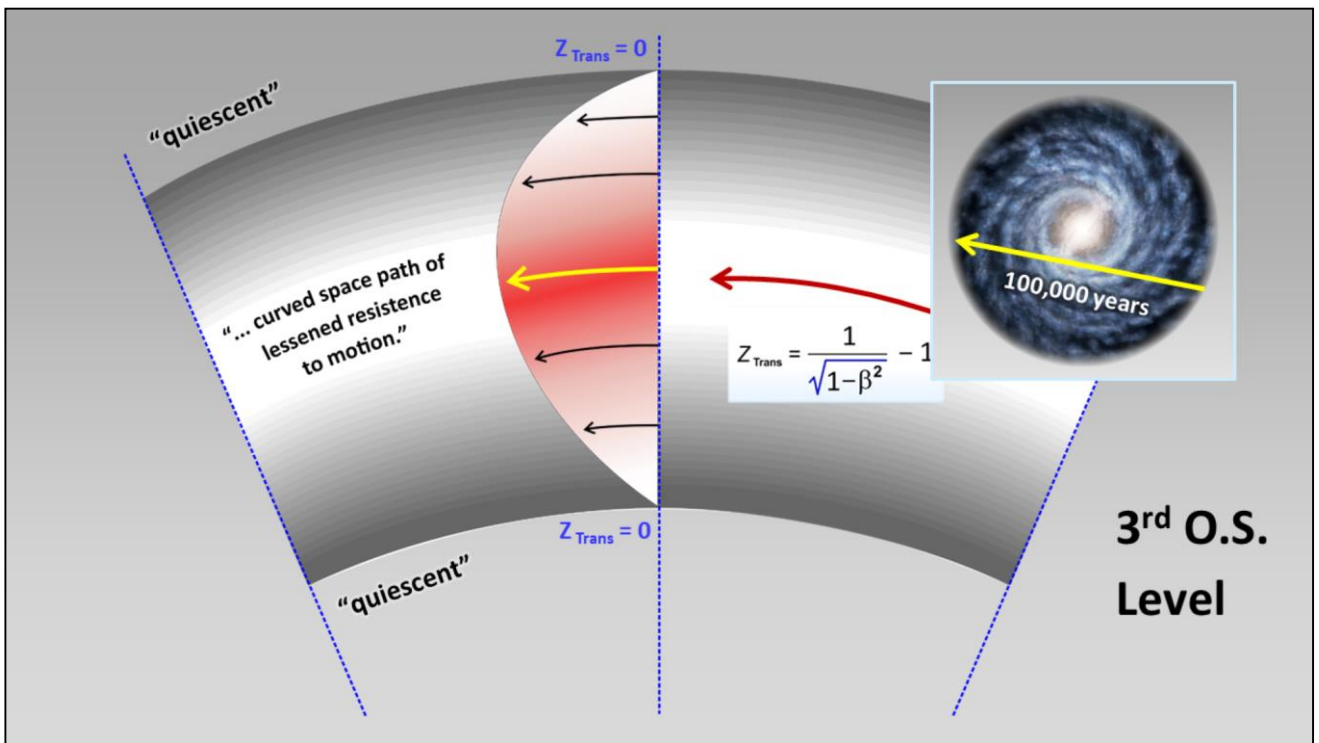 Z Trans = 0
"quiescent"
"... curved space path of
lessened resistence
to motion."
100,000 years
Z Trans = 1 / √1−β² − 1
Z Trans = 0
"quiescent"
3rd O.S.
Level